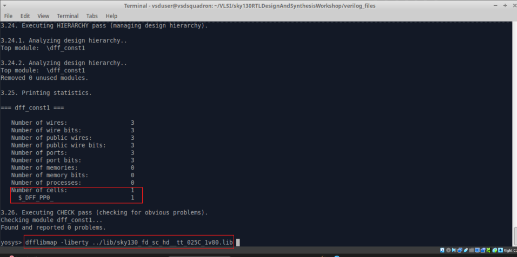 Terminal - vsduser@vsdsquadron: ~/VLSI/sky130RTLDesignAndSynthesisWorkshop/verilog_files
File Edit View Terminal Tabs Help
3.24. Executing HIERARCHY pass (managing design hierarchy).
3.24.1. Analyzing design hierarchy..
Top module:  \dff_const1
3.24.2. Analyzing design hierarchy..
Top module:  \dff_const1
Removed 0 unused modules.
3.25. Printing statistics.
=== dff_const1 ===
Number of wires: 3
Number of wire bits: 3
Number of public wires: 3
Number of public wire bits: 3
Number of ports: 3
Number of port bits: 3
Number of memories: 0
Number of memory bits: 0
Number of processes: 0
Number of cells: 1
$_DFF_PP0_ 1
3.26. Executing CHECK pass (checking for obvious problems).
Checking module dff_const1...
Found and reported 0 problems.
yosys> dfflibmap -liberty ../lib/sky130_fd_sc_hd__tt_025C_1v80.lib